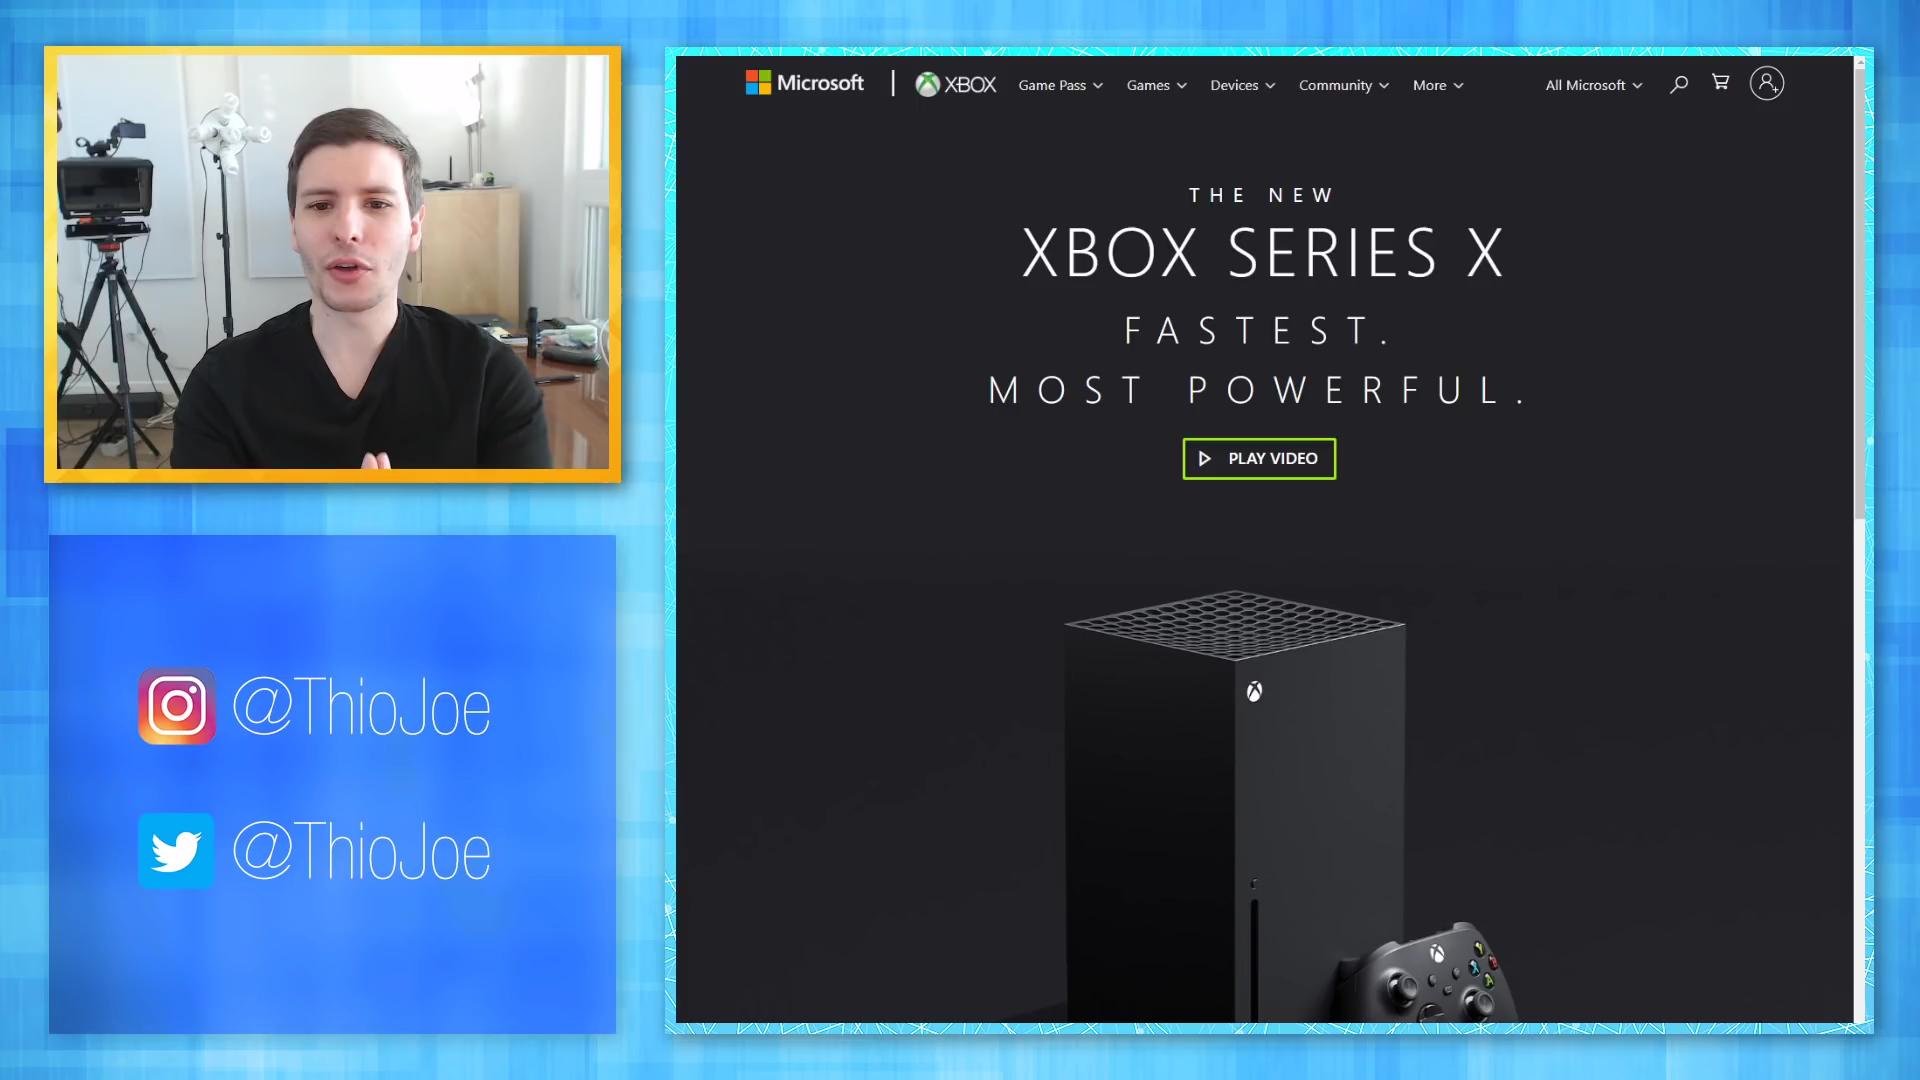 Microsoft | XBOX Game Pass Games Devices Community More All Microsoft
THE NEW
XBOX SERIES X
FASTEST.
MOST POWERFUL.
PLAY VIDEO
@ThioJoe
@ThioJoe